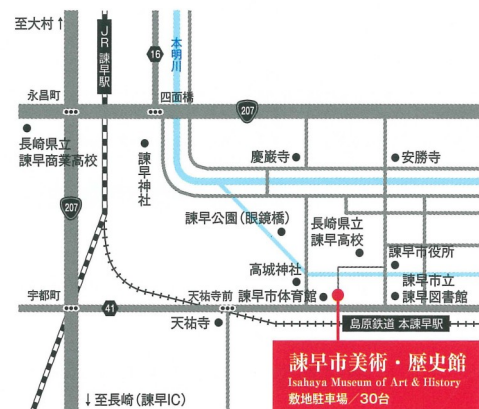 至大村↑
JR 諫早駅
16
本明川
永昌町
四面橋
207
長崎県立
諫早商業高校
諫早神社
慶巖寺
安勝寺
207
諫早公園(眼鏡橋)
長崎県立
諫早高校
諫早市役所
高城神社
諫早市立
諫早図書館
宇都町
41
天祐寺前
諫早市体育館
天祐寺
島原鉄道 本諫早駅
諫早市美術・歴史館
Isahaya Museum of Art & History
敷地駐車場/30台
↓至長崎(諫早IC)